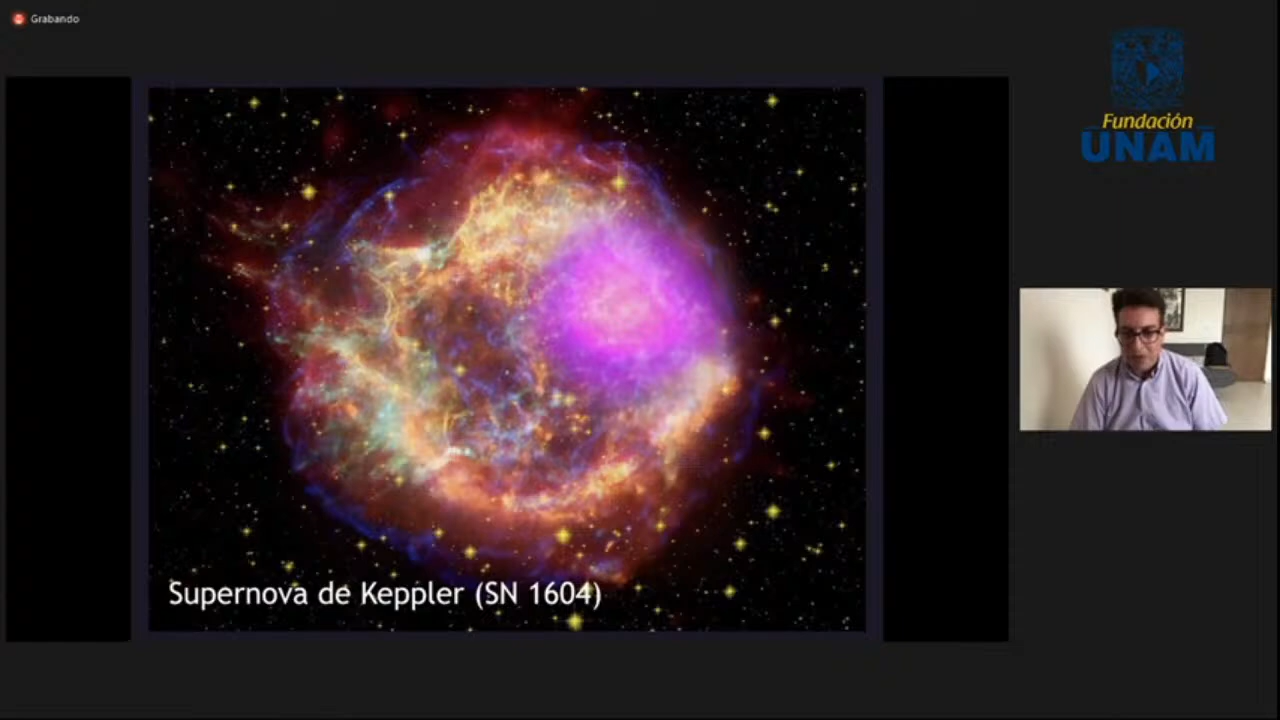 Grabando
Fundación
UNAM
Supernova de Keppler (SN 1604)